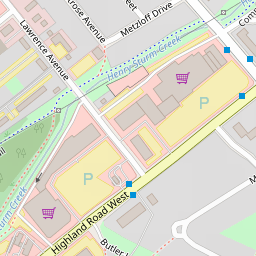 Metzloff Drive
Lawrence Avenue
Henry Sturm Creek
P
P
Highland Road West
Butler